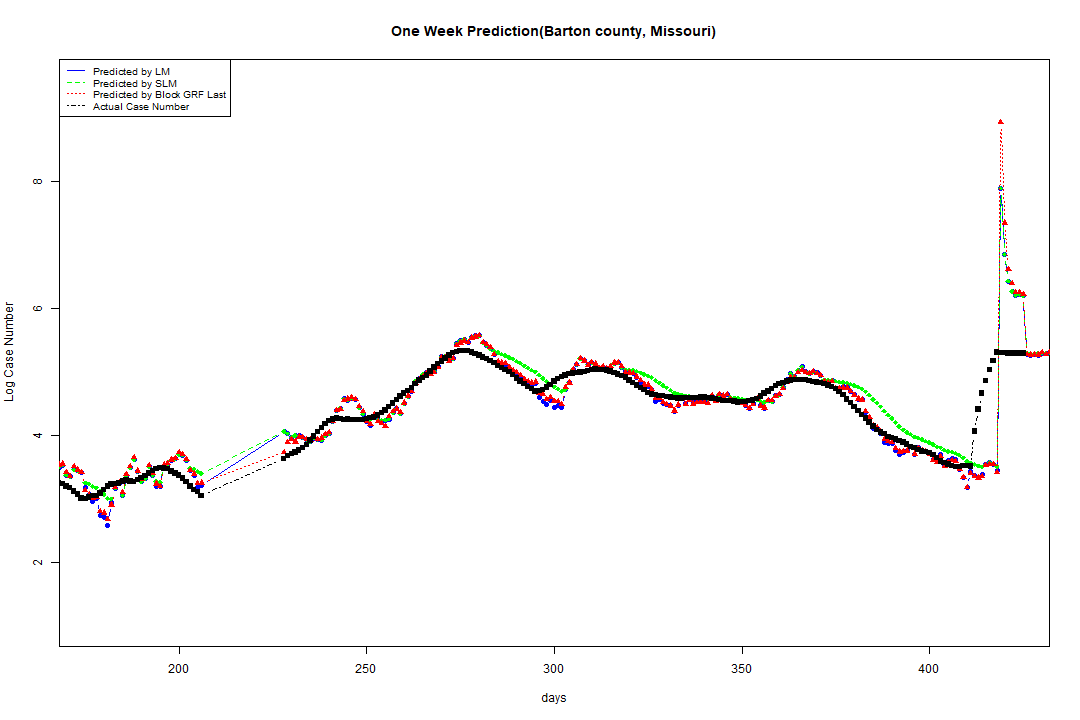 One Week Prediction(Barton county, Missouri)
Predicted by LM
Predicted by SLM
Predicted by Block GRF Last
Actual Case Number
8
6
4
2
Log Case Number
200 250 300 350 400
days